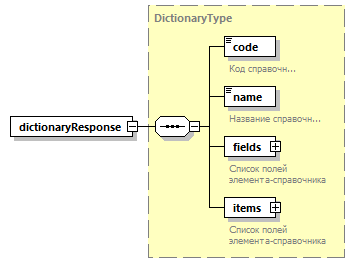 DictionaryType
code
Код справочн...
name
Название справочн...
dictionaryResponse
fields
Список полей
элемента-справочника
items
Список полей
элемента-справочника